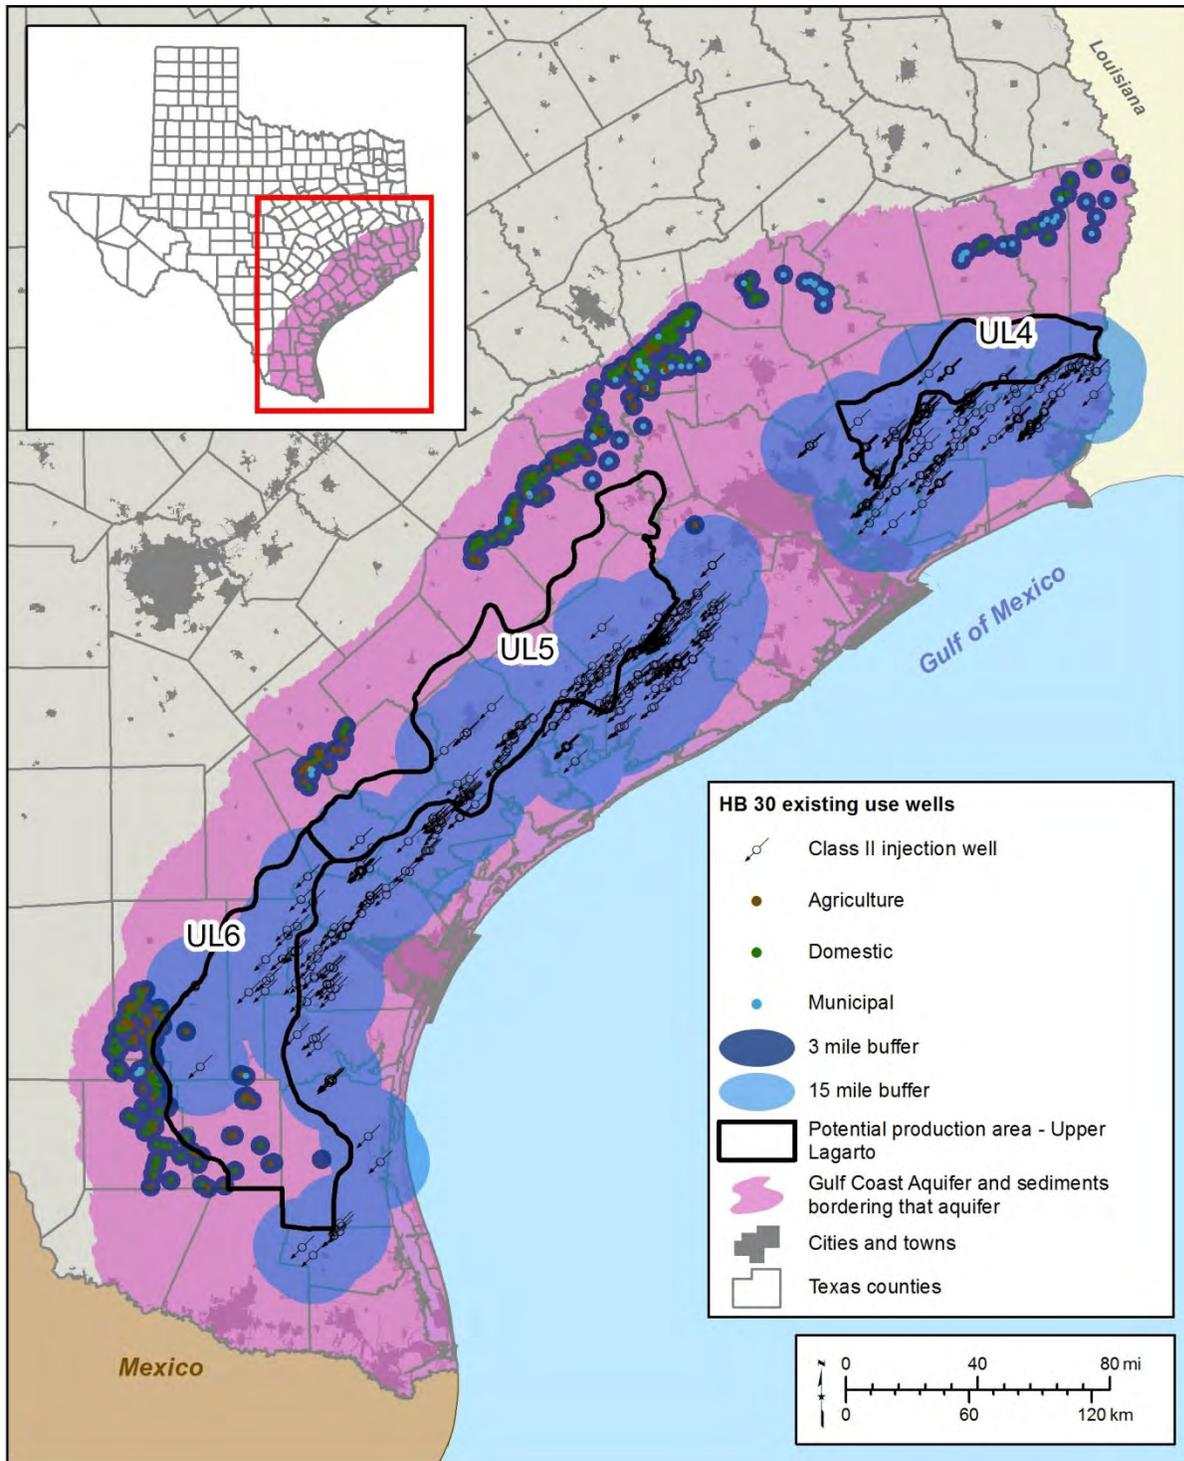 Louisiana
UL4
UL5
Gulf of Mexico
UL6
HB 30 existing use wells
Class II injection well
Agriculture
Domestic
Municipal
3 mile buffer
15 mile buffer
Potential production area - Upper
Lagarto
Gulf Coast Aquifer and sediments
bordering that aquifer
Cities and towns
Texas counties
Mexico
N
0 40 80 mi
0 60 120 km